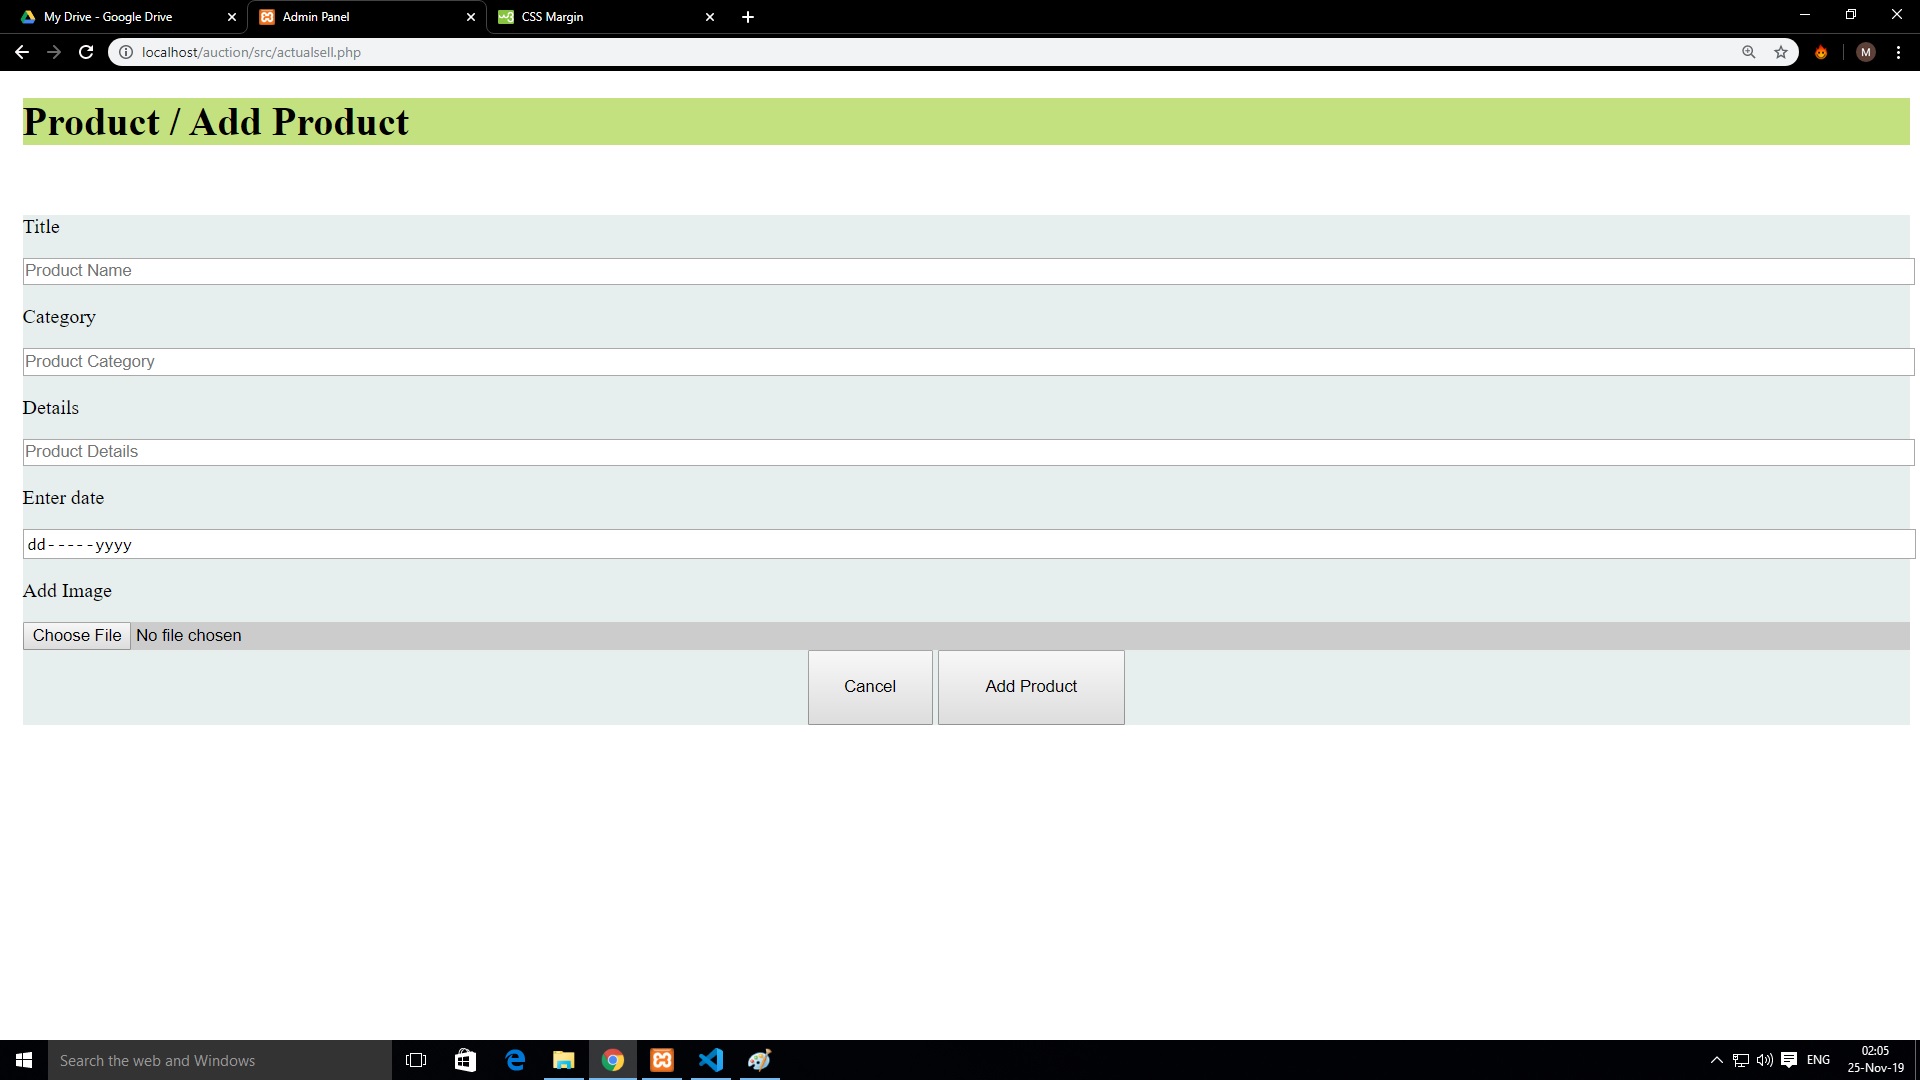 My Drive - Google Drive
Admin Panel
CSS Margin
localhost/auction/src/actualsell.php
M
Product / Add Product
Title
Product Name
Category
Product Category
Details
Product Details
Enter date
dd-----yyyy
Add Image
Choose File No file chosen
Cancel Add Product
Search the web and Windows
ENG
02:05
25-Nov-19